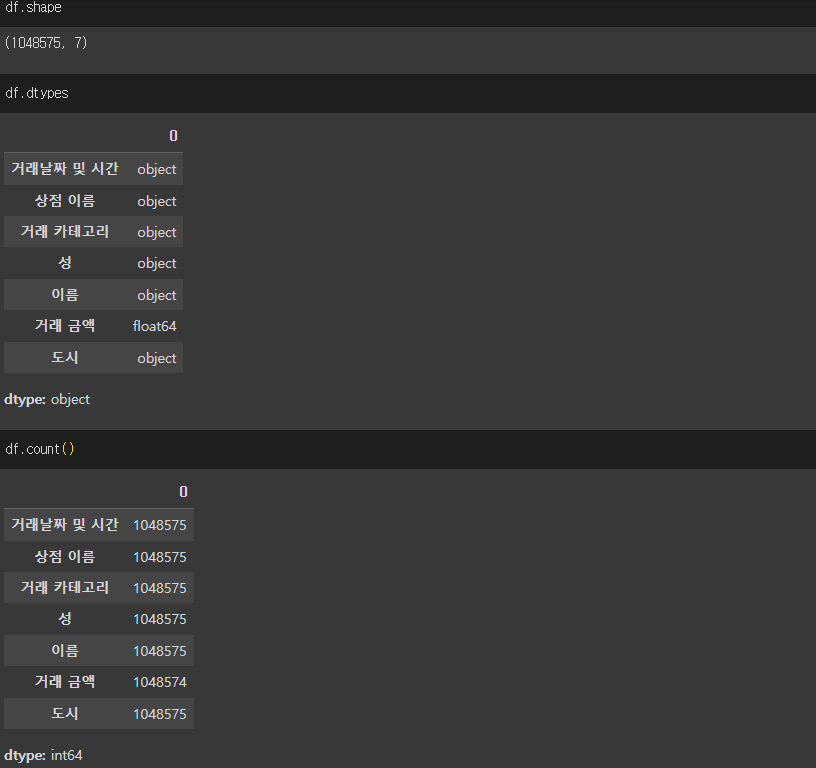 df.shape
(1048575, 7)
df.dtypes
0
거래날짜 및 시간 object
상점 이름 object
거래 카테고리 object
성 object
이름 object
거래 금액 float64
도시 object
dtype: object
df.count()
0
거래날짜 및 시간 1048575
상점 이름 1048575
거래 카테고리 1048575
성 1048575
이름 1048575
거래 금액 1048574
도시 1048575
dtype: int64